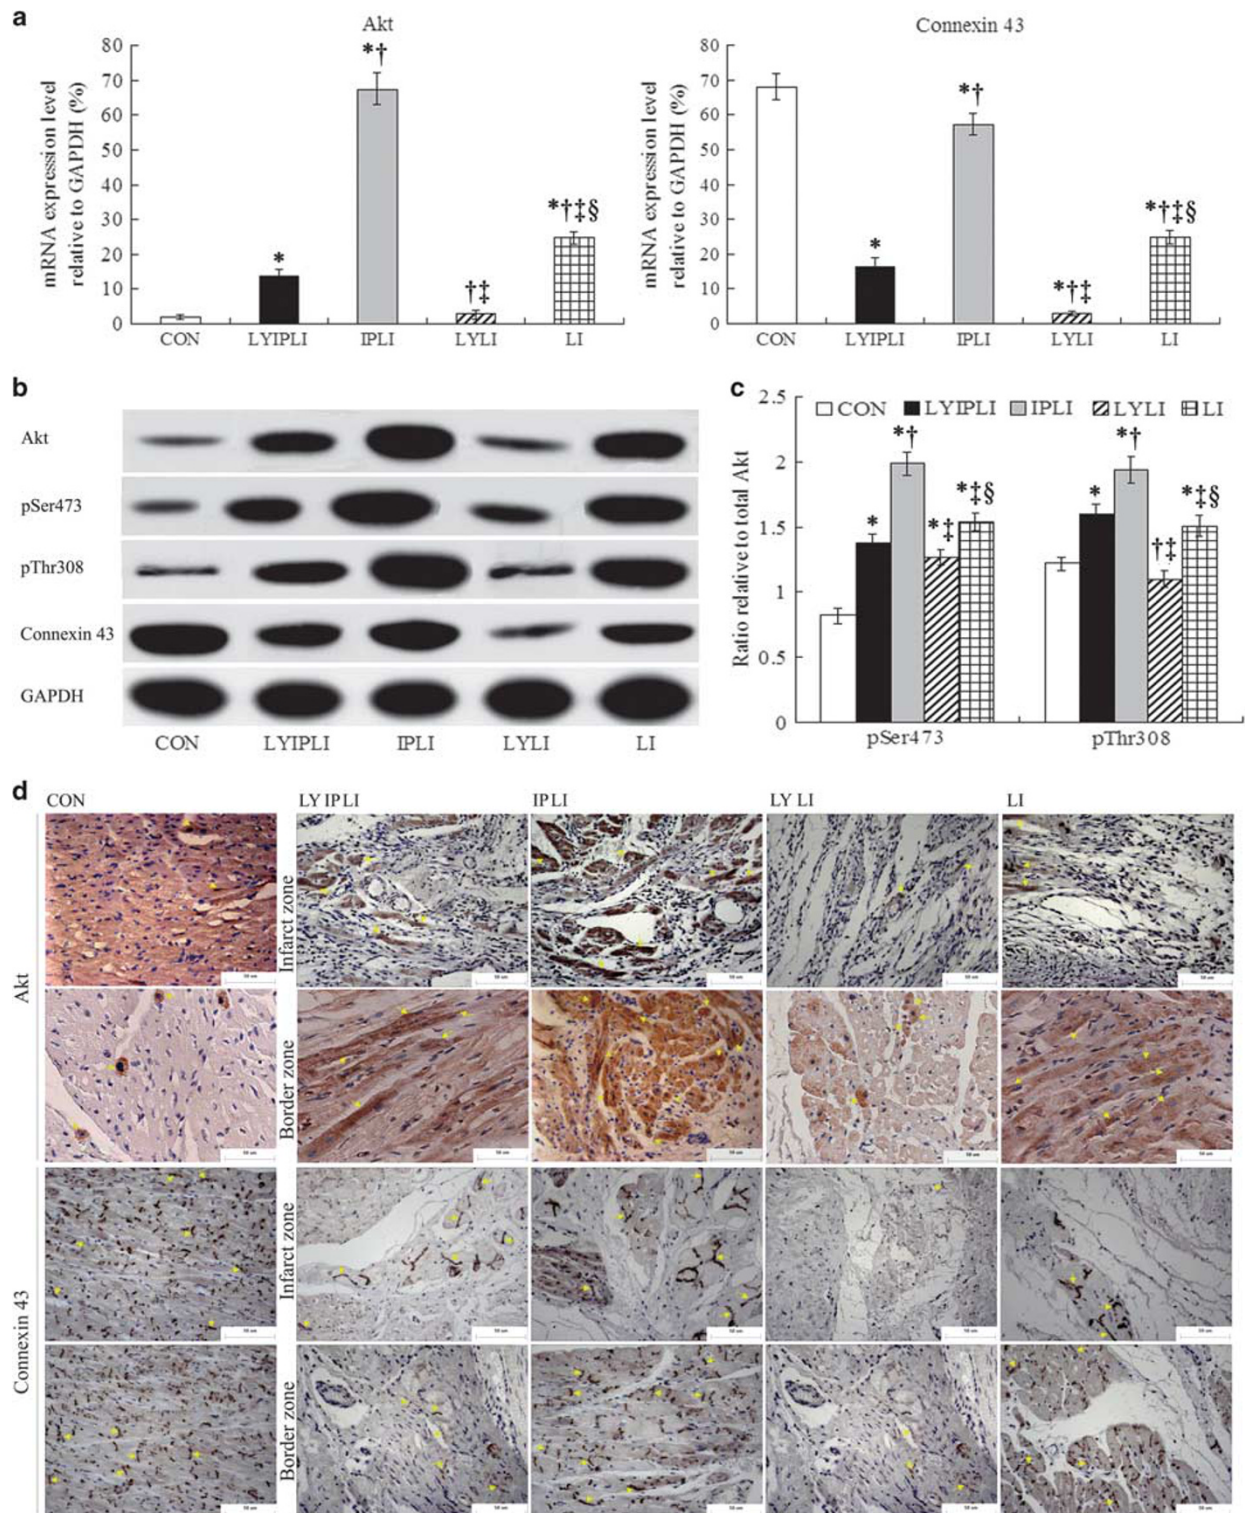 a
Akt
Connexin 43
mRNA expression level
relative to GAPDH (%)
80
70
60
50
40
30
20
10
0
*
*†
†‡
*†‡§
CON LYIPLI IPLI LYLI LI
mRNA expression level
relative to GAPDH (%)
80
70
60
50
40
30
20
10
0
*
*†
*†‡
*†‡§
CON LYIPLI IPLI LYLI LI
b
Akt
pSer473
pThr308
Connexin 43
GAPDH
CON LYIPLI IPLI LYLI LI
c
Ratio relative to total Akt
2.5
2
1.5
1
0.5
0
CON LYIPLI IPLI LYLI LI
*
*†
*‡
*‡§
*
*†
†‡
*‡§
pSer473 pThr308
d
CON LY IP LI IP LI LY LI LI
Akt
Infarct zone
Border zone
Connexin 43
Infarct zone
Border zone